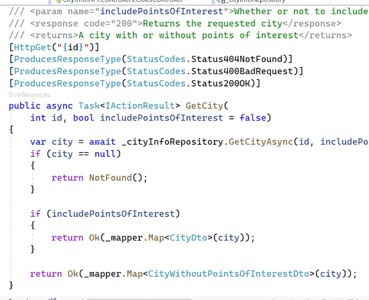 /// <param name="includePointsOfInterest">Whether or not to include
/// <response code="200">Returns the requested city</response>
/// <returns>A city with or without points of interest</returns>
[HttpGet("{id}")]
[ProducesResponseType(StatusCodes.Status404NotFound)]
[ProducesResponseType(StatusCodes.Status400BadRequest)]
[ProducesResponseType(StatusCodes.Status200OK)]
0 references
public async Task<IActionResult> GetCity(
    int id, bool includePointsOfInterest = false)
{
    var city = await _cityInfoRepository.GetCityAsync(id, includePo
    if (city == null)
    {
        return NotFound();
    }
    if (includePointsOfInterest)
    {
        return Ok(_mapper.Map<CityDto>(city));
    }
    return Ok(_mapper.Map<CityWithoutPointsOfInterestDto>(city));
}